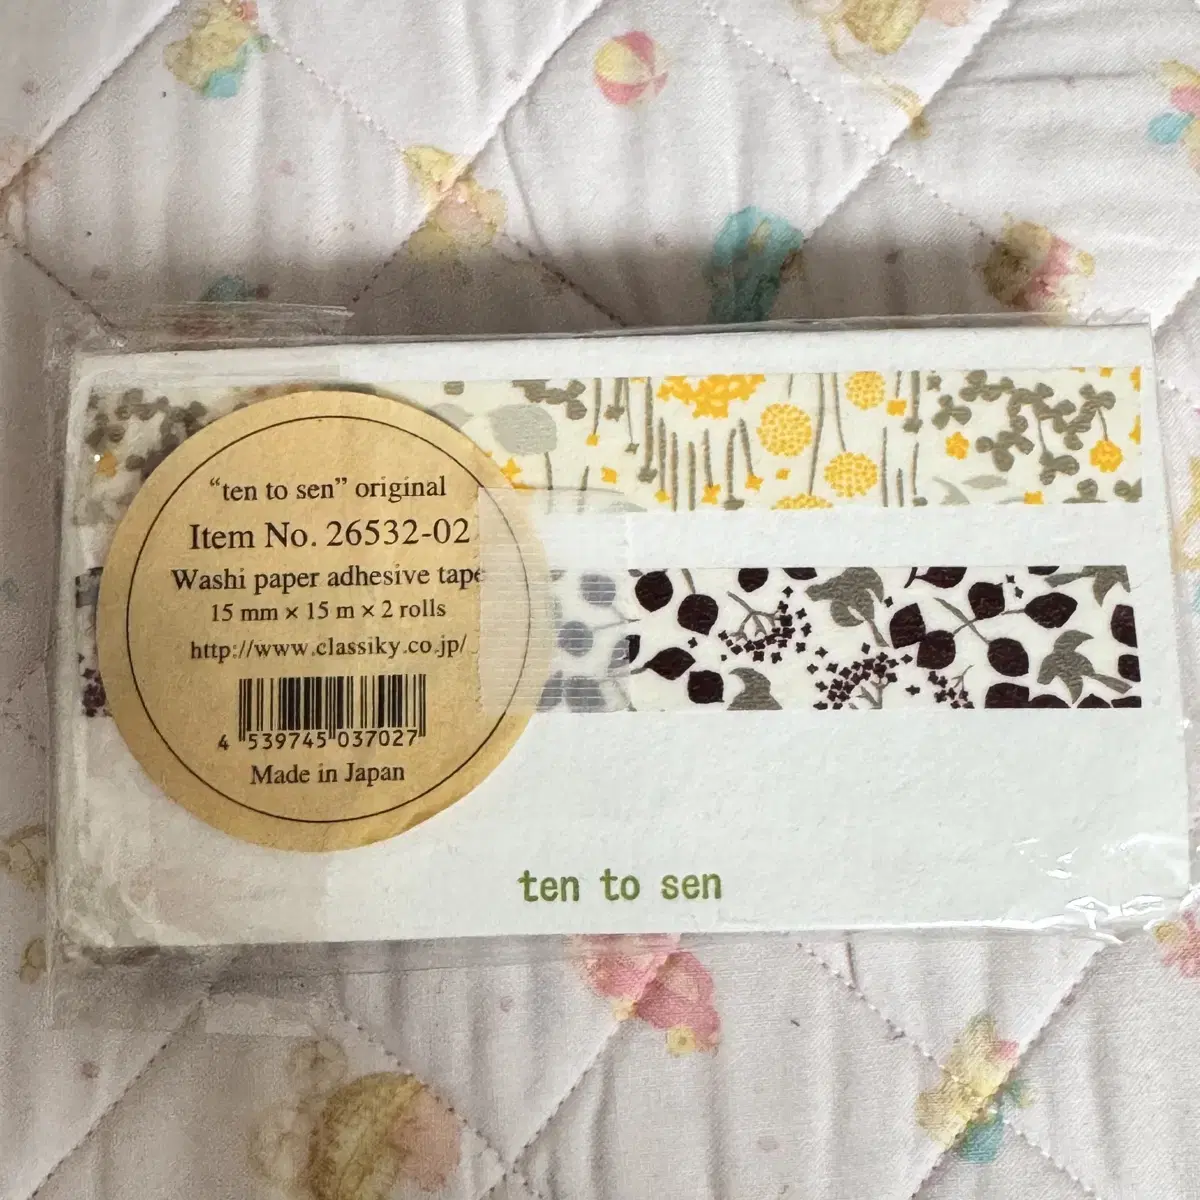 “ten to sen” original
Item No. 26532-02
Washi paper adhesive tape
15 mm × 15 m × 2 rolls
http://www.classiky.co.jp/
4 539745 037027
Made in Japan
ten to sen